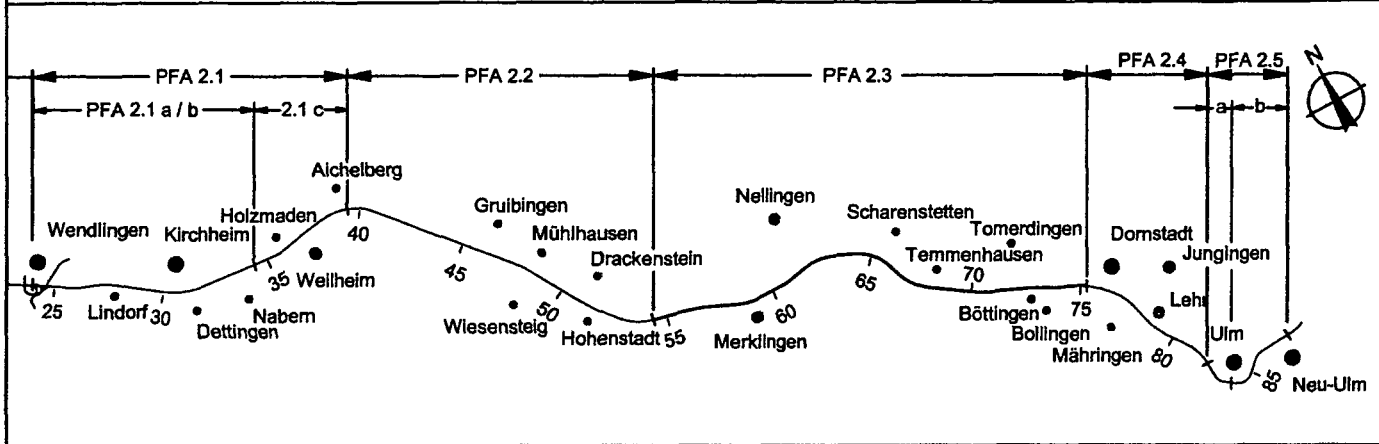 PFA 2.1
PFA 2.2
PFA 2.3
PFA 2.4
PFA 2.5
PFA 2.1 a / b
2.1 c
a
b
N
Aichelberg
Holzmaden
Wendlingen
Kirchheim
40
35
Weilheim
25
Lindorf
30
Dettingen
Nabern
Gruibingen
Mühlhausen
45
Drackenstein
50
Wiesensteig
Hohenstadt
55
Nellingen
Scharenstetten
Tomerdingen
65
Temmenhausen
70
60
Merklingen
Böttingen
75
Bollingen
Mähringen
Dornstadt
Jungingen
Lehr
80
Ulm
85
Neu-Ulm